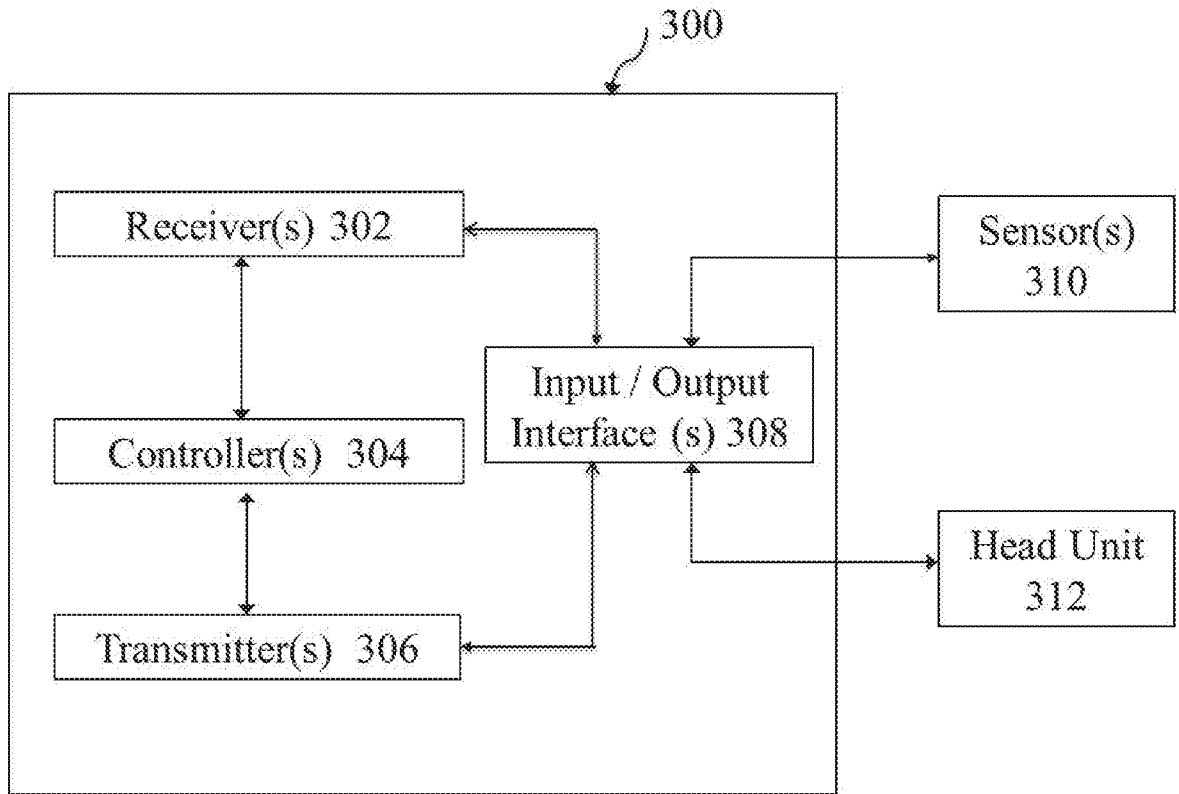 300
Receiver(s) 302
Sensor(s)
310
Input / Output
Interface (s) 308
Controller(s) 304
Head Unit
312
Transmitter(s) 306